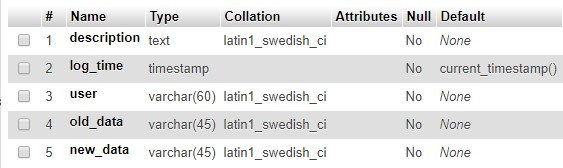 # Name Type Collation Attributes Null Default
1 description text latin1_swedish_ci No None
2 log_time timestamp No current_timestamp()
3 user varchar(60) latin1_swedish_ci No None
4 old_data varchar(45) latin1_swedish_ci No None
5 new_data varchar(45) latin1_swedish_ci No None